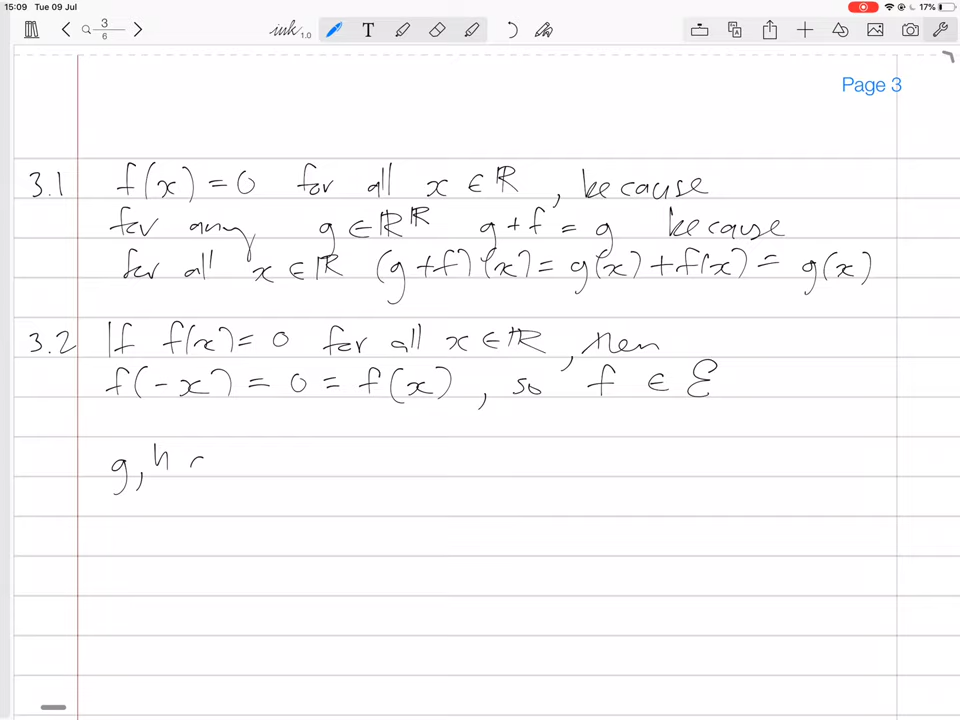 15:09 Tue 09 Jul 17%
3
6
ink 1.0 T
Page 3
3.1 f(x) = 0 for all x ∈ ℝ, because
for any g ∈ ℝ^ℝ g + f = g because
for all x ∈ ℝ (g + f)(x) = g(x) + f(x) = g(x)
3.2 If f(x) = 0 for all x ∈ ℝ, then
f(-x) = 0 = f(x), so f ∈ ℰ
g, h